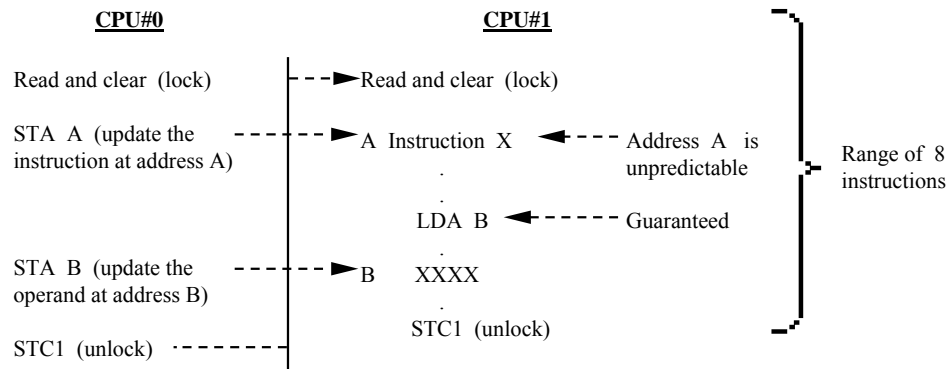 CPU#0 CPU#1
Read and clear (lock) Read and clear (lock)
STA A (update the A Instruction X Address A is
instruction at address A) unpredictable
Range of 8
instructions
.
.
LDA B Guaranteed
.
STA B (update the B XXXX
operand at address B)
.
STC1 (unlock)
STC1 (unlock)